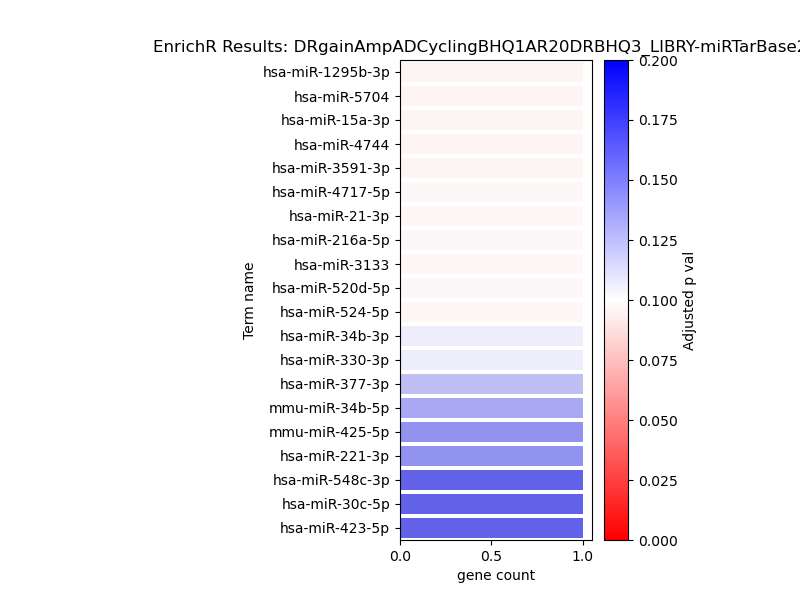 EnrichR Results: DRgainAmpADCyclingBHQ1AR20DRBHQ3_LIBRY-miRTarBase2
hsa-miR-1295b-3p
hsa-miR-5704
hsa-miR-15a-3p
hsa-miR-4744
hsa-miR-3591-3p
hsa-miR-4717-5p
hsa-miR-21-3p
hsa-miR-216a-5p
hsa-miR-3133
hsa-miR-520d-5p
hsa-miR-524-5p
hsa-miR-34b-3p
hsa-miR-330-3p
hsa-miR-377-3p
mmu-miR-34b-5p
mmu-miR-425-5p
hsa-miR-221-3p
hsa-miR-548c-3p
hsa-miR-30c-5p
hsa-miR-423-5p
Term name
0.0 0.5 1.0
gene count
0.200
0.175
0.150
0.125
0.100
0.075
0.050
0.025
0.000
Adjusted p val